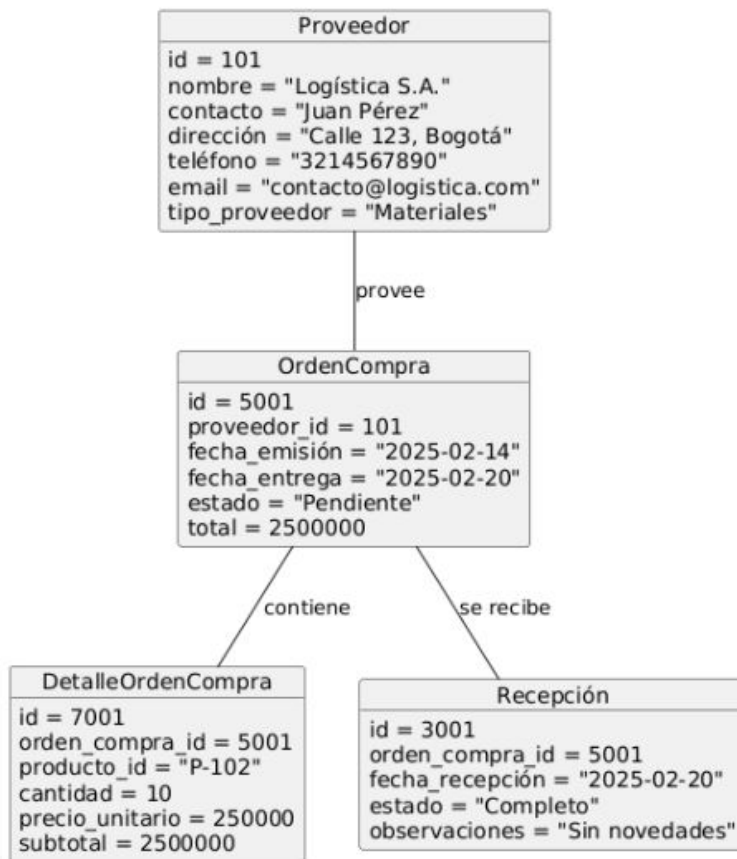 Proveedor
id = 101
nombre = "Logística S.A."
contacto = "Juan Pérez"
dirección = "Calle 123, Bogotá"
teléfono = "3214567890"
email = "contacto@logistica.com"
tipo_proveedor = "Materiales"
provee
OrdenCompra
id = 5001
proveedor_id = 101
fecha_emisión = "2025-02-14"
fecha_entrega = "2025-02-20"
estado = "Pendiente"
total = 2500000
contiene
se recibe
DetalleOrdenCompra
id = 7001
orden_compra_id = 5001
producto_id = "P-102"
cantidad = 10
precio_unitario = 250000
subtotal = 2500000
Recepción
id = 3001
orden_compra_id = 5001
fecha_recepción = "2025-02-20"
estado = "Completo"
observaciones = "Sin novedades"